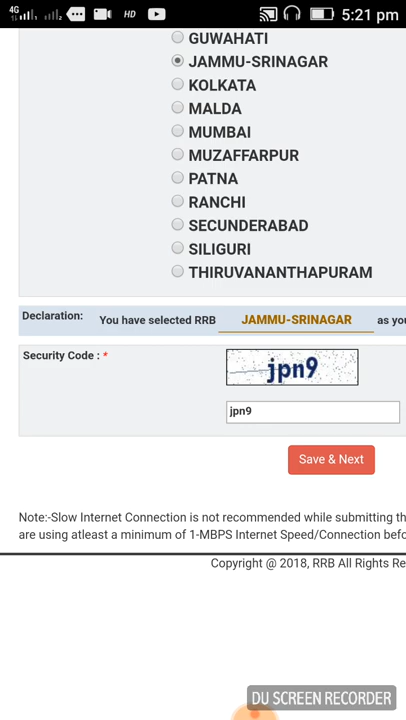 4G HD 5:21 pm
GUWAHATI
JAMMU-SRINAGAR
KOLKATA
MALDA
MUMBAI
MUZAFFARPUR
PATNA
RANCHI
SECUNDERABAD
SILIGURI
THIRUVANANTHAPURAM
Declaration: You have selected RRB JAMMU-SRINAGAR as you
Security Code : * jpn9
jpn9
Save & Next
Note:-Slow Internet Connection is not recommended while submitting th
are using atleast a minimum of 1-MBPS Internet Speed/Connection befo
Copyright @ 2018, RRB All Rights Re
DU SCREEN RECORDER